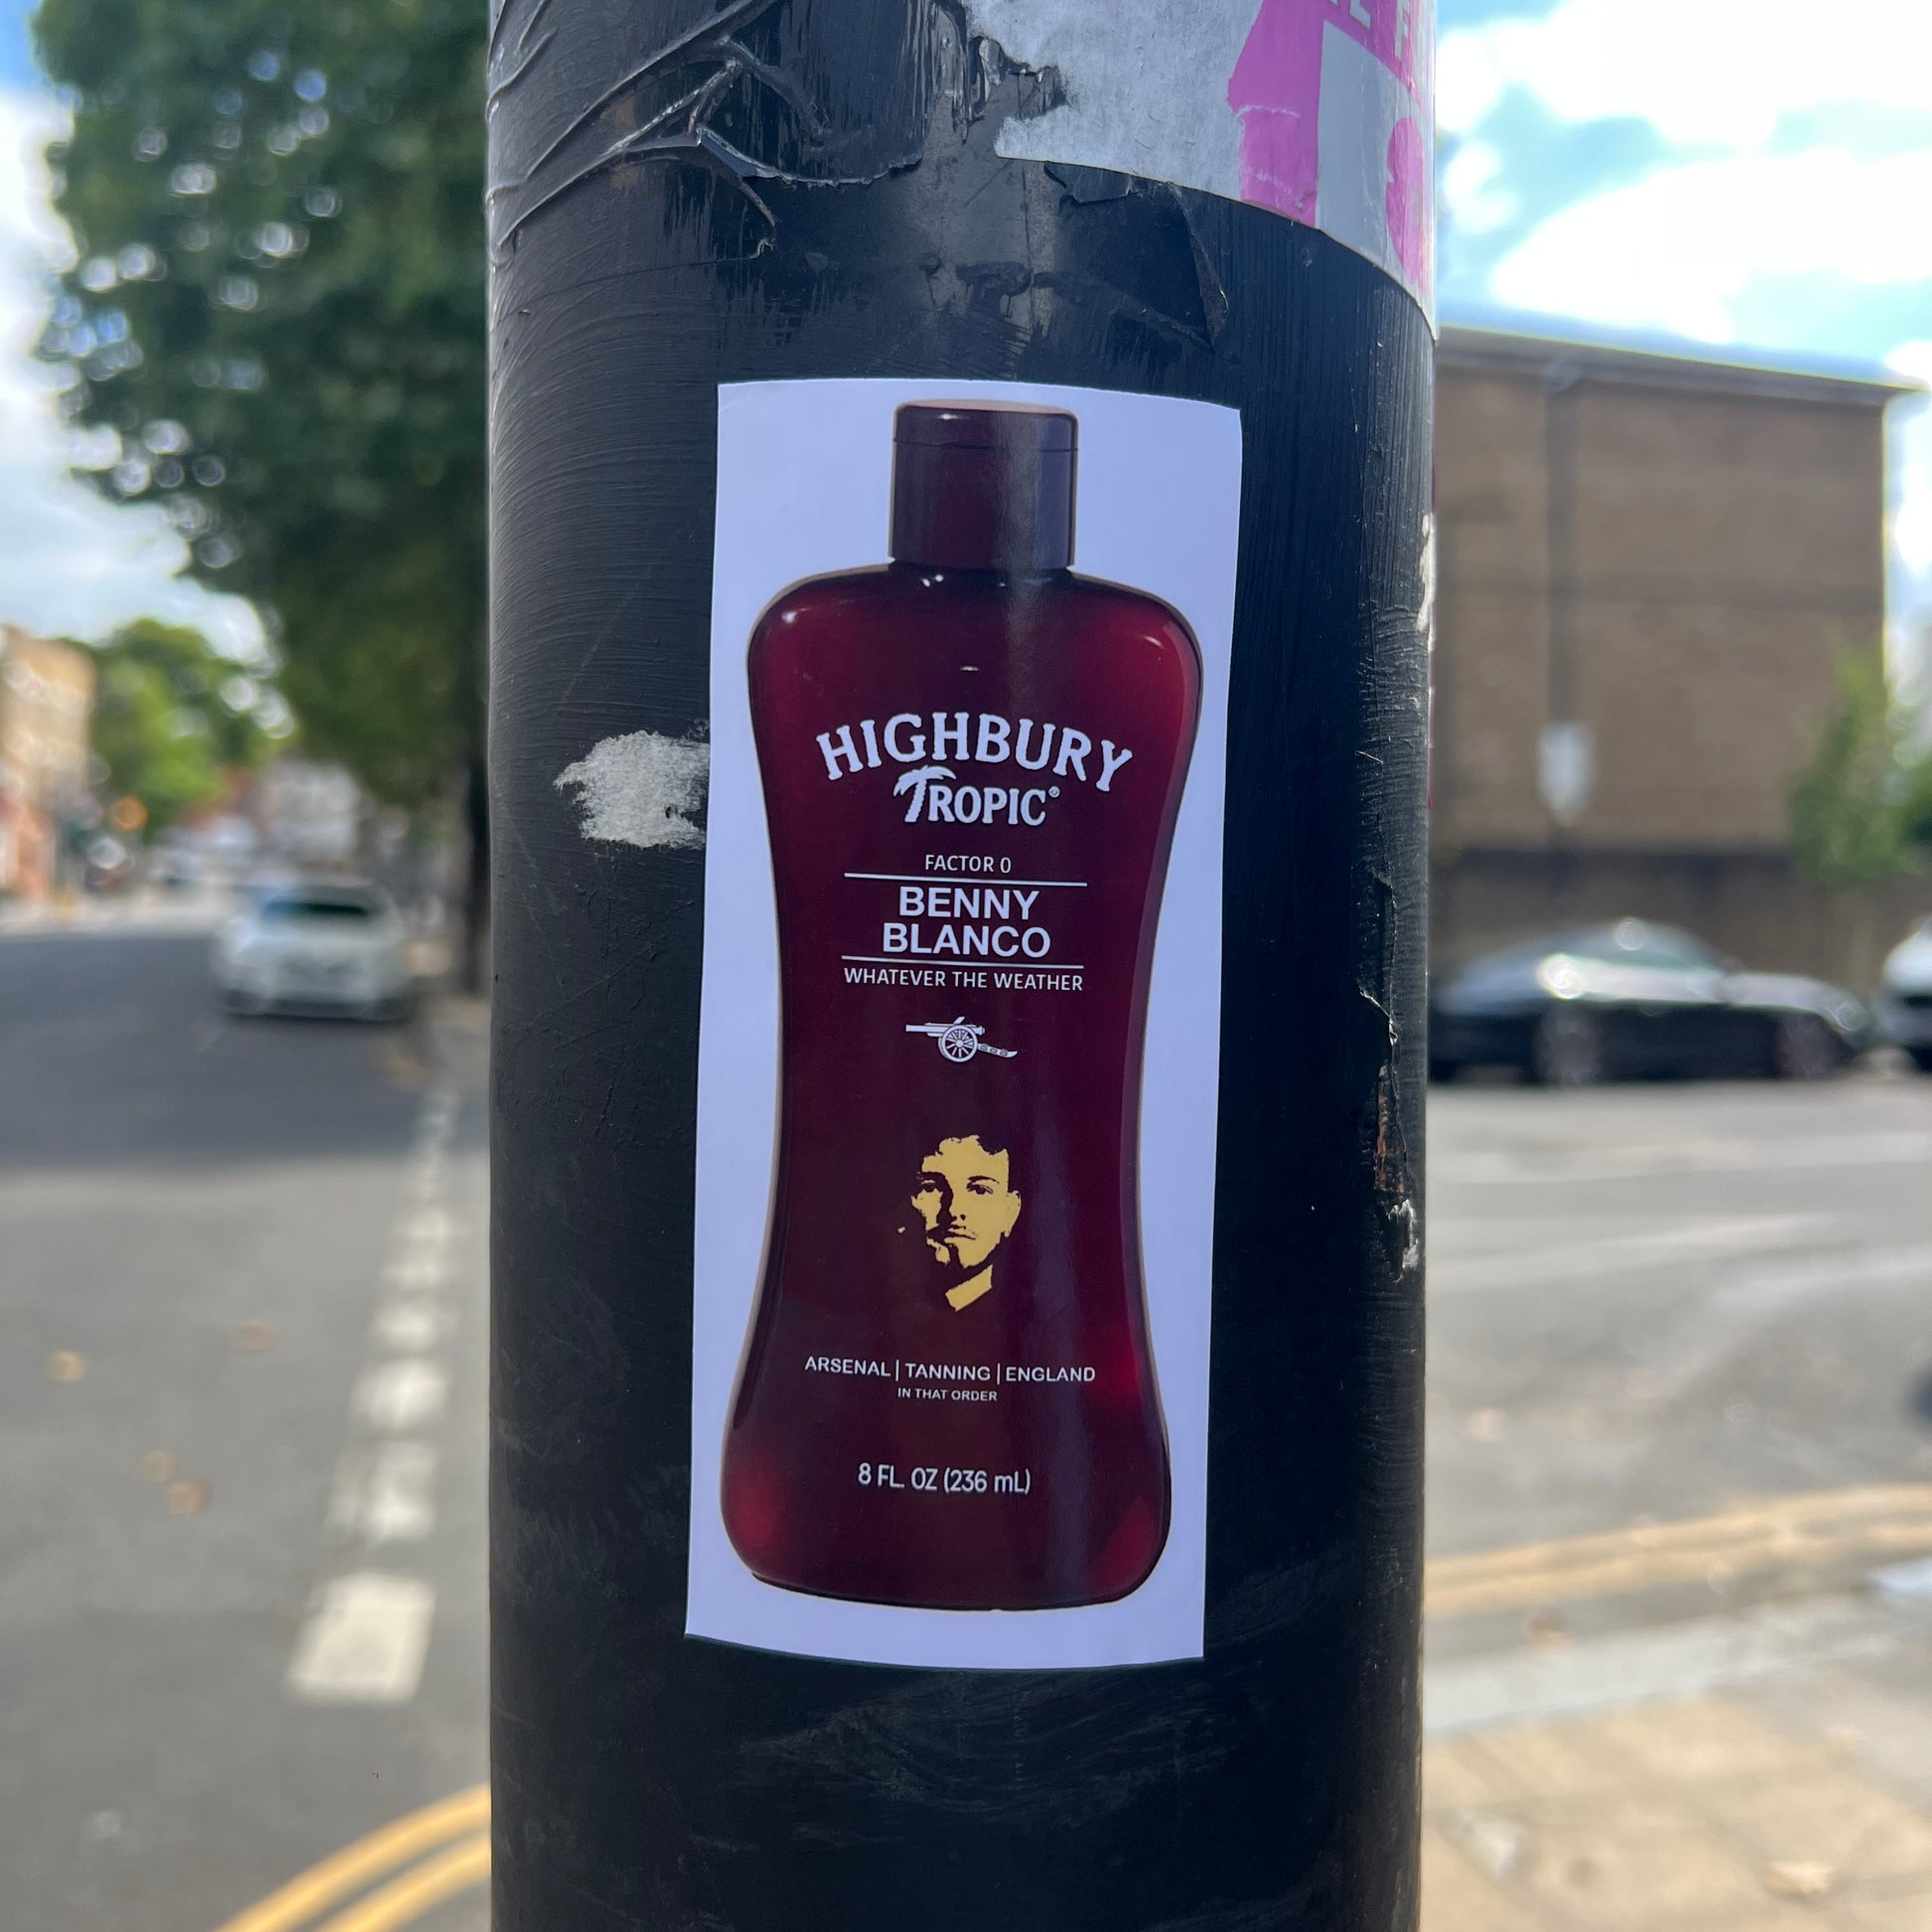 HIGHBURY
TROPIC®
FACTOR 0
BENNY
BLANCO
WHATEVER THE WEATHER
ARSENAL | TANNING | ENGLAND
IN THAT ORDER
8 FL. OZ (236 mL)